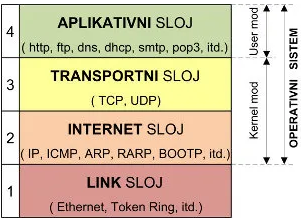 4
APLIKATIVNI SLOJ
( http, ftp, dns, dhcp, smtp, pop3, itd.)
3
TRANSPORTNI SLOJ
( TCP, UDP)
2
INTERNET SLOJ
( IP, ICMP, ARP, RARP, BOOTP, itd.)
1
LINK SLOJ
( Ethernet, Token Ring, itd.)
User mod
Kernel mod
OPERATIVNI SISTEM